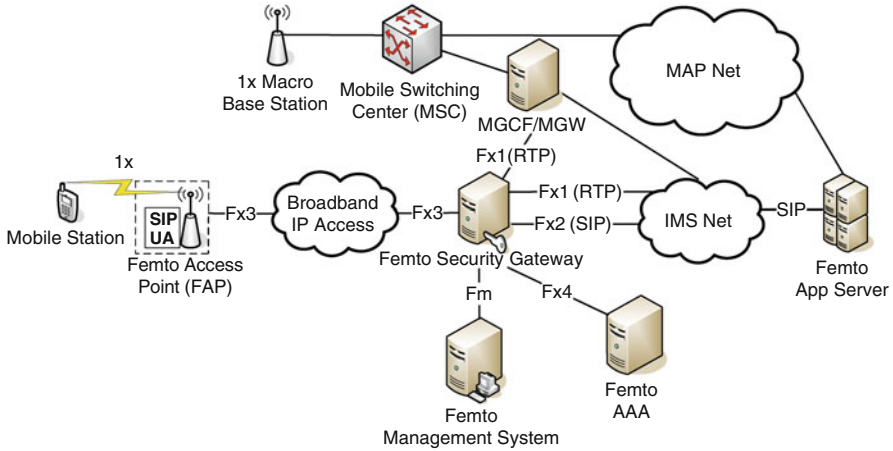 1x Macro
Base Station
Mobile Switching
Center (MSC)
MAP Net
MGCF/MGW
Fx1(RTP)
1x
Mobile Station
SIP
UA
Femto Access
Point (FAP)
Fx3
Broadband
IP Access
Fx3
Femto Security Gateway
Fx1 (RTP)
Fx2 (SIP)
IMS Net
SIP
Femto
App Server
Fm
Fx4
Femto
Management System
Femto
AAA